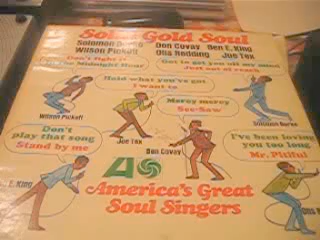 Solid Gold Soul
Solomon Burke Don Covay Ben E. King
Wilson Pickett Otis Redding Joe Tex
Don't fight it Got to get you off my mind
In the Midnight Hour Just out of reach
Hold what you've got
I want to
Wilson Pickett
Mercy mercy
See-Saw
Solomon Burke
Don't
play that song
Stand by me
Joe Tex
Don Covay
I've been loving
you too long
Mr. Pitiful
E. King
America's Great
Soul Singers
Otis R